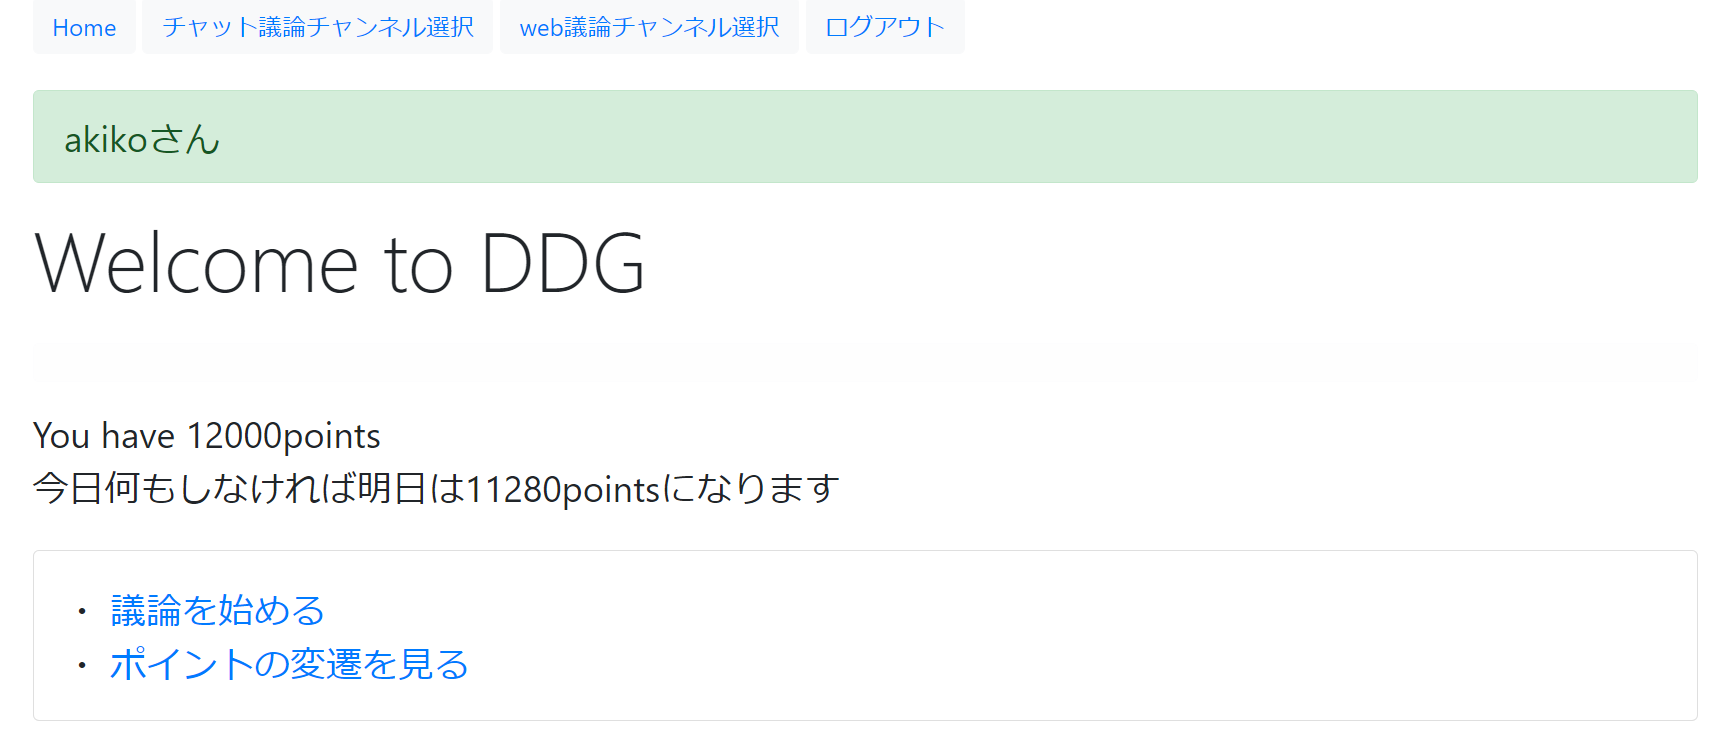 Home チャット議論チャンネル選択 web議論チャンネル選択 ログアウト
akikoさん
Welcome to DDG
You have 12000points
今日何もしなければ明日は11280pointsになります
・ 議論を始める
・ ポイントの変遷を見る